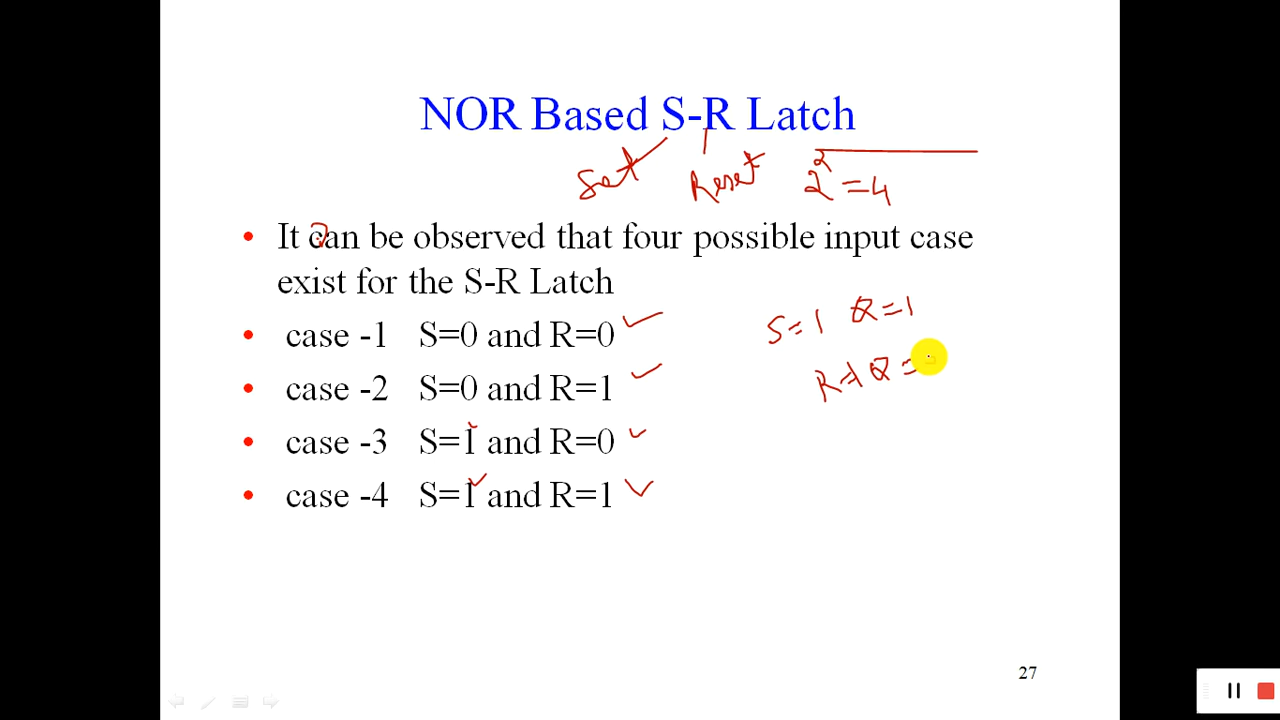 NOR Based S-R Latch
Set Reset 2² = 4
• It can be observed that four possible input case
exist for the S-R Latch
• case -1 S=0 and R=0
• case -2 S=0 and R=1
• case -3 S=1 and R=0
• case -4 S=1 and R=1
S=1 Q=1
R=1 Q=
27